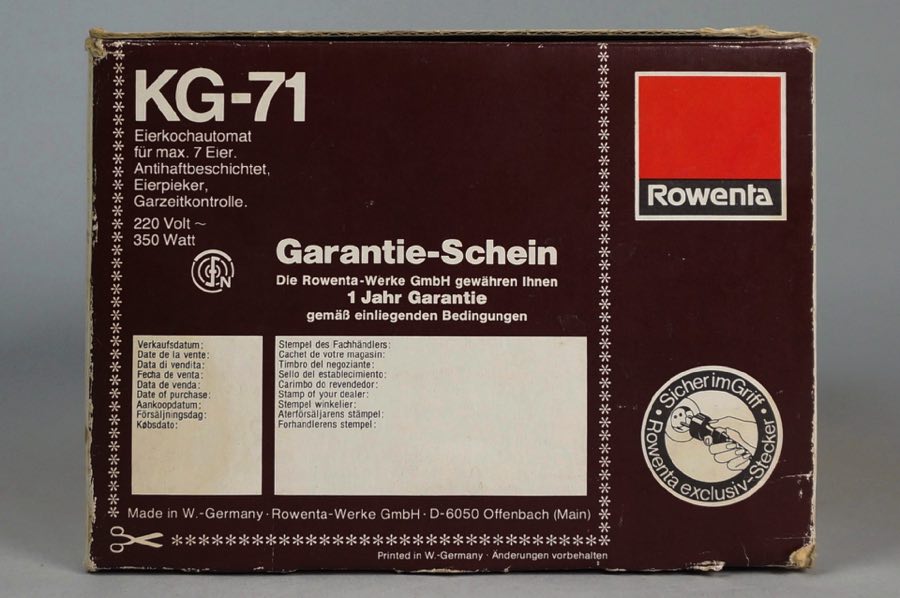 KG-71
Eierkochautomat
für max. 7 Eier.
Antihaftbeschichtet,
Eierpieker,
Garzeitkontrolle.
220 Volt ~
350 Watt
Rowenta
Garantie-Schein
Die Rowenta-Werke GmbH gewähren Ihnen
1 Jahr Garantie
gemäß einliegenden Bedingungen
Verkaufsdatum:
Date de la vente:
Data di vendita:
Fecha de venta:
Data de venda:
Date of purchase:
Aankoopdatum:
Försäljningsdag:
Købsdato:
Stempel des Fachhändlers:
Cachet de votre magasin:
Timbro del negoziante:
Sello del establecimiento:
Carimbo do revendedor:
Stamp of your dealer:
Stempel winkelier:
Aterförsäljarens stämpel:
Forhandlerens stempel:
Sicher im Griff ·
Rowenta exclusiv-Stecker ·
Made in W.-Germany · Rowenta-Werke GmbH · D-6050 Offenbach (Main)
Printed in W.-Germany · Änderungen vorbehalten